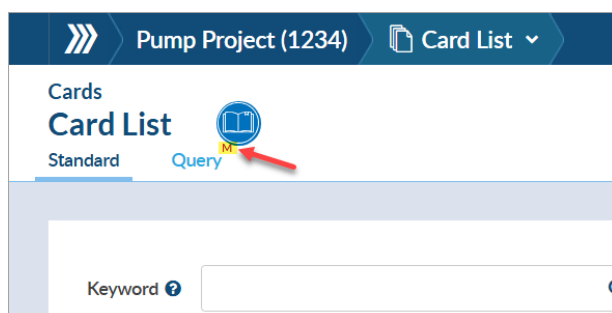 Pump Project (1234) Card List
Cards
Card List
M
Standard Query
Keyword